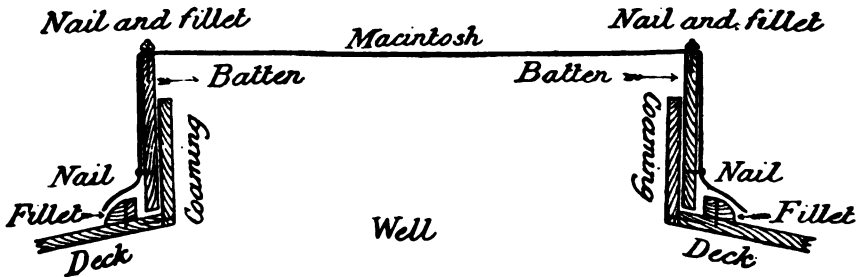 Nail and fillet
Nail and fillet
Macintosh
Batten
Batten
Coaming
Coaming
Nail
Nail
Fillet
Fillet
Well
Deck
Deck